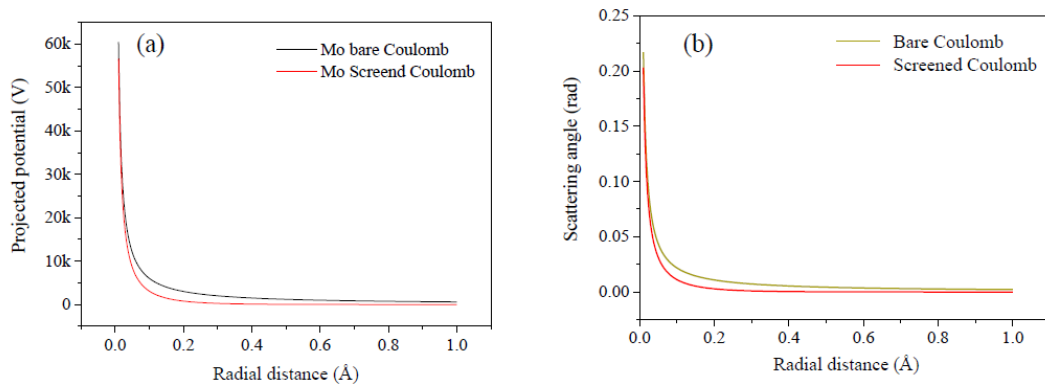 (a)
Mo bare Coulomb
Mo Screend Coulomb
60k
50k
40k
30k
20k
10k
0
Projected potential (V)
0.0 0.2 0.4 0.6 0.8 1.0
Radial distance (Å)
(b)
Bare Coulomb
Screened Coulomb
0.25
0.20
0.15
0.10
0.05
0.00
Scattering angle (rad)
0.0 0.2 0.4 0.6 0.8 1.0
Radial distance (Å)